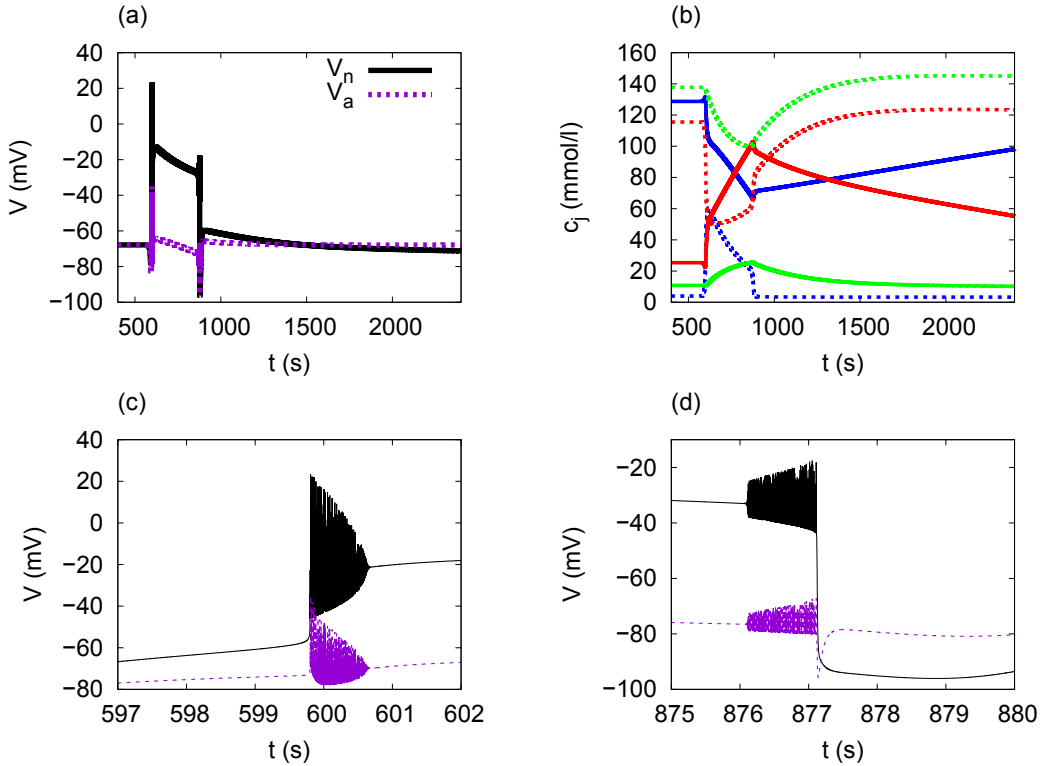 (a)
V (mV)
40
20
0
−20
−40
−60
−80
−100
500 1000 1500 2000
t (s)
Vn
Va
(b)
cj (mmol/l)
160
140
120
100
80
60
40
20
0
500 1000 1500 2000
t (s)
(c)
V (mV)
40
20
0
−20
−40
−60
−80
597 598 599 600 601 602
t (s)
(d)
V (mV)
−20
−40
−60
−80
−100
875 876 877 878 879 880
t (s)